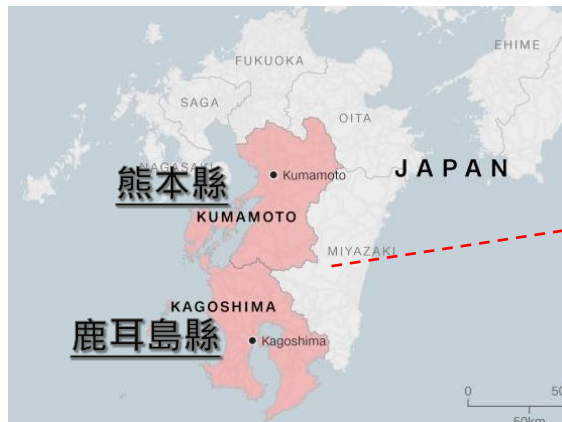 FUKUOKA
EHIME
SAGA
OITA
NAGASAKI
JAPAN
Kumamoto
熊本縣
KUMAMOTO
MIYAZAKI
KAGOSHIMA
鹿耳島縣
Kagoshima
0
50km